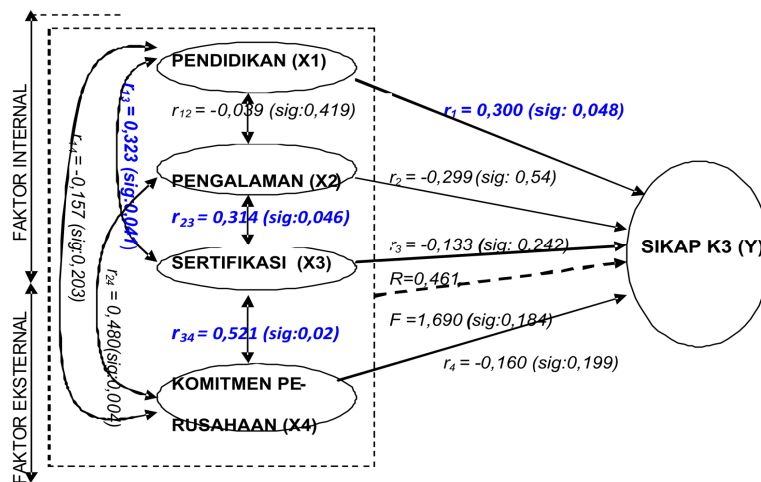 FAKTOR INTERNAL
FAKTOR EKSTERNAL
PENDIDIKAN (X1)
r12 = -0,039 (sig:0,419)
PENGALAMAN (X2)
r23 = 0,314 (sig:0,046)
SERTIFIKASI (X3)
r34 = 0,521 (sig:0,02)
KOMITMEN PE-
RUSAHAAN (X4)
r13 = 0,323 (sig:0,041)
r14 = -0,157 (sig:0,203)
r24 = 0,480(sig:0,004)
r1 = 0,300 (sig: 0,048)
r2 = -0,299 (sig: 0,54)
r3 = -0,133 (sig: 0,242)
R=0,461
F =1,690 (sig:0,184)
r4 = -0,160 (sig:0,199)
SIKAP K3 (Y)